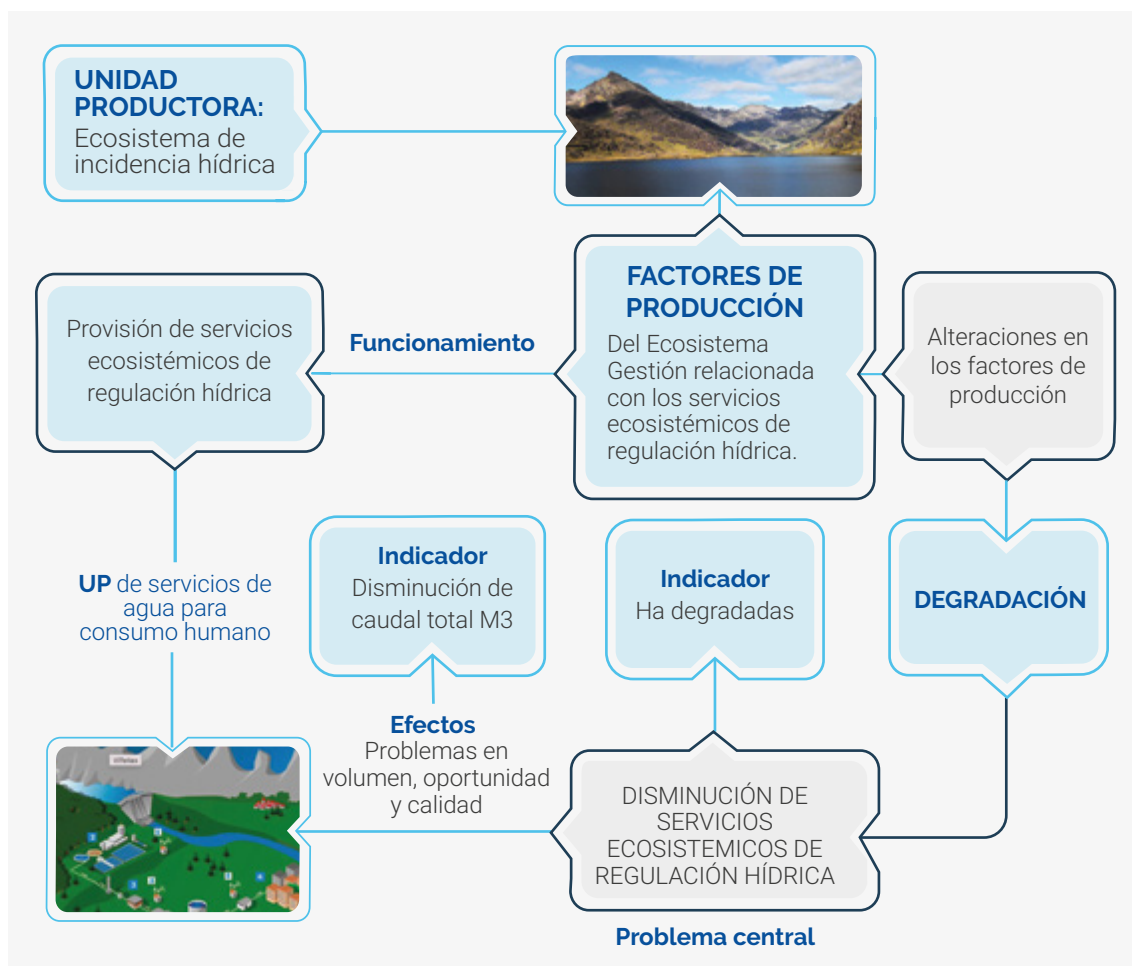 UNIDAD
PRODUCTORA:
Ecosistema de
incidencia hídrica
FACTORES DE
PRODUCCIÓN
Del Ecosistema
Gestión relacionada
con los servicios
ecosistémicos de
regulación hídrica.
Provisión de servicios
ecosistémicos de
regulación hídrica
Funcionamiento
Alteraciones en
los factores de
producción
Indicador
Disminución de
caudal total M3
Indicador
Ha degradadas
DEGRADACIÓN
UP de servicios de
agua para
consumo humano
Efectos
Problemas en
volumen, oportunidad
y calidad
DISMINUCIÓN DE
SERVICIOS
ECOSISTEMICOS DE
REGULACIÓN HÍDRICA
Problema central